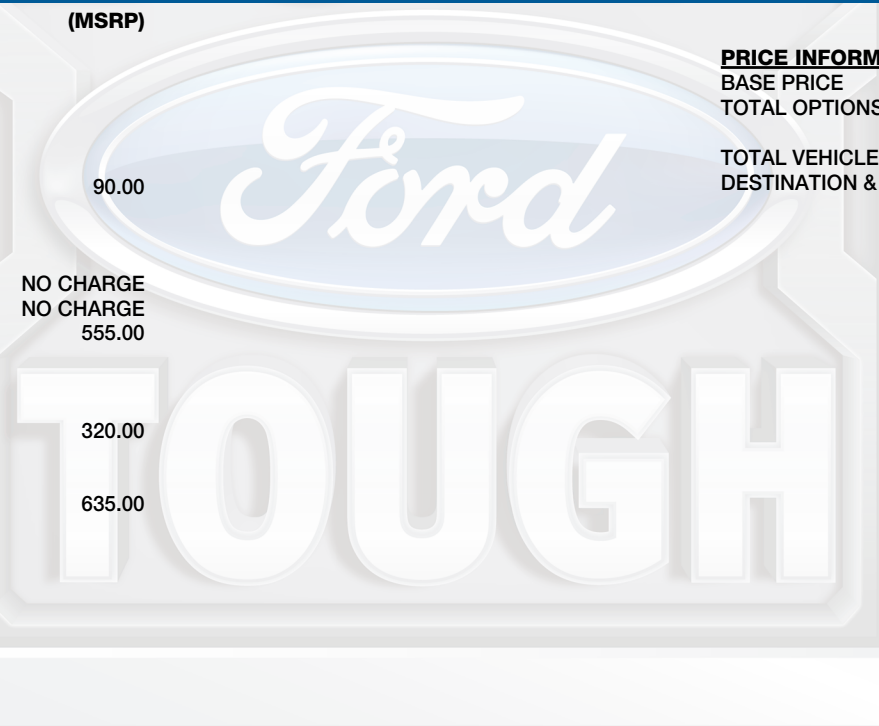 (MSRP)
90.00
NO CHARGE
NO CHARGE
555.00
320.00
635.00
PRICE INFORM
BASE PRICE
TOTAL OPTIONS
TOTAL VEHICLE
DESTINATION &
Ford
TOUGH